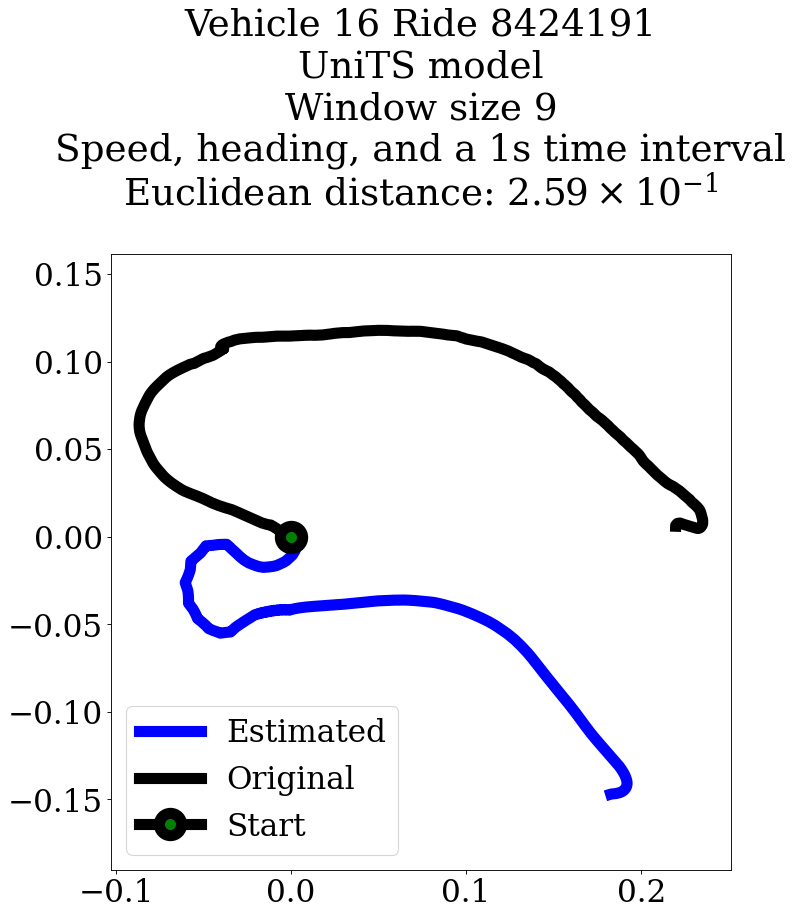 Vehicle 16 Ride 8424191
UniTS model
Window size 9
Speed, heading, and a 1s time interval
Euclidean distance: 2.59 × 10⁻¹
0.15
0.10
0.05
0.00
−0.05
−0.10
−0.15
Estimated
Original
Start
−0.1 0.0 0.1 0.2